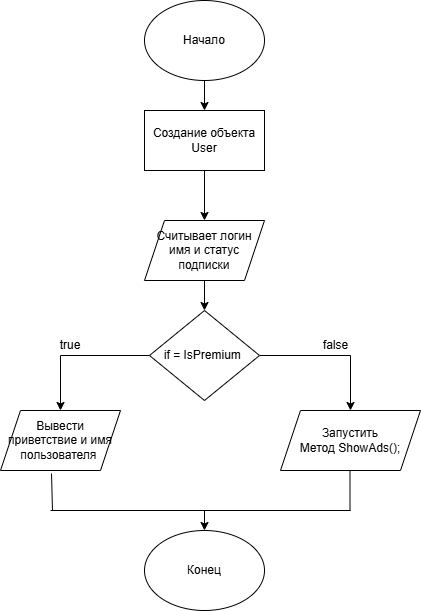 Начало
Создание объекта
User
Считывает логин
имя и статус
подписки
if = IsPremium
true
false
Вывести
приветствие и имя
пользователя
Запустить
Метод ShowAds();
Конец